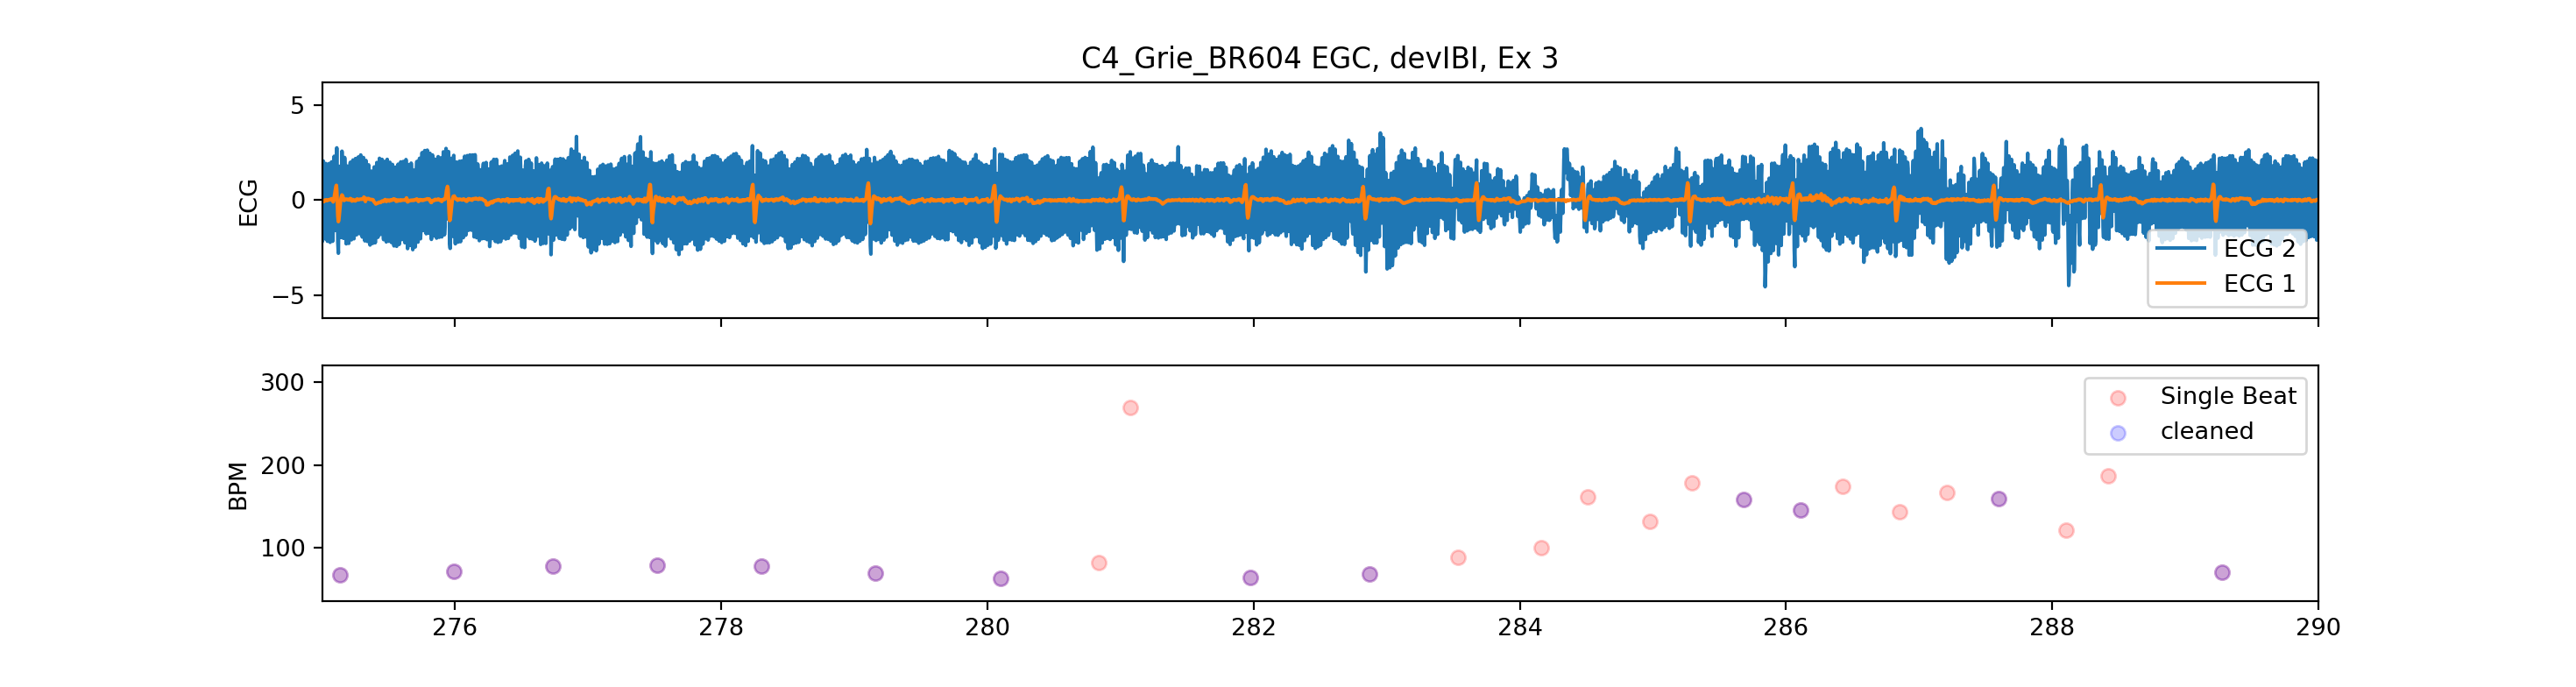 C4_Grie_BR604 EGC, devIBI, Ex 3
ECG
5
0
−5
ECG 2
ECG 1
BPM
300
200
100
Single Beat
cleaned
276 278 280 282 284 286 288 290